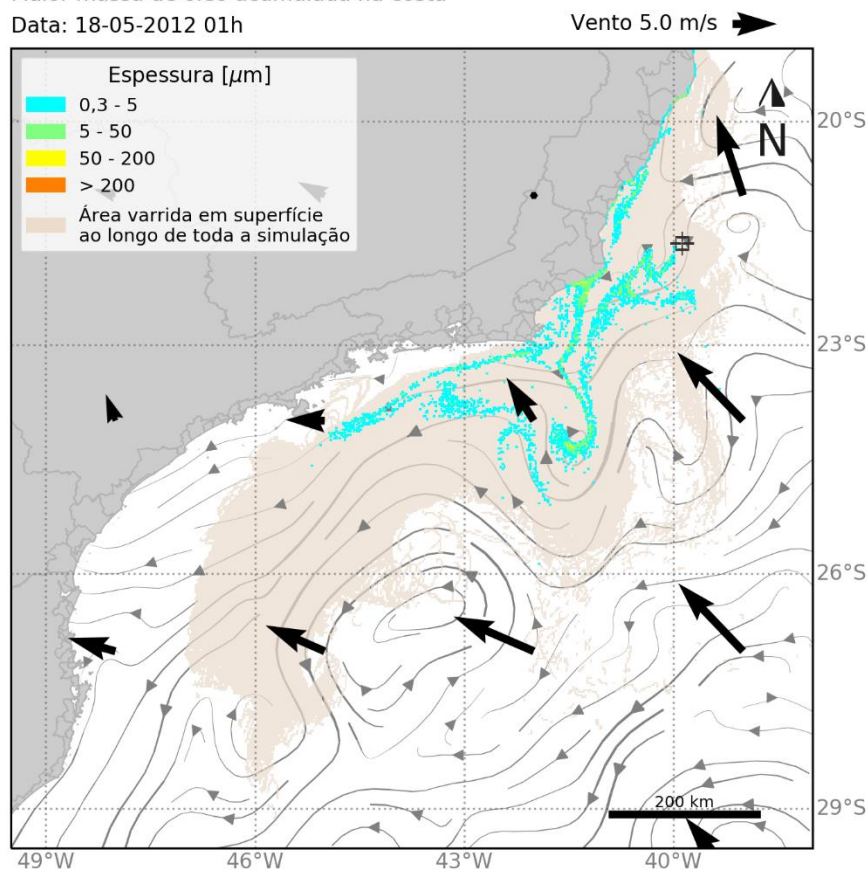 Data: 18-05-2012 01h
Vento 5.0 m/s
Espessura [μm]
0,3 - 5
5 - 50
50 - 200
> 200
Área varrida em superfície
ao longo de toda a simulação
N
20°S
23°S
26°S
29°S
200 km
49°W
46°W
43°W
40°W